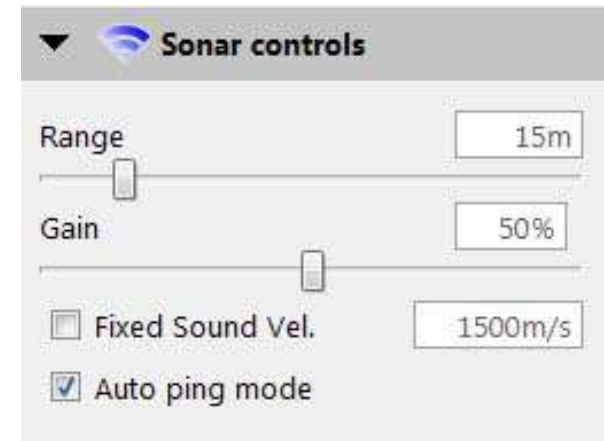 Sonar controls
Range 15m
Gain 50%
Fixed Sound Vel. 1500m/s
Auto ping mode